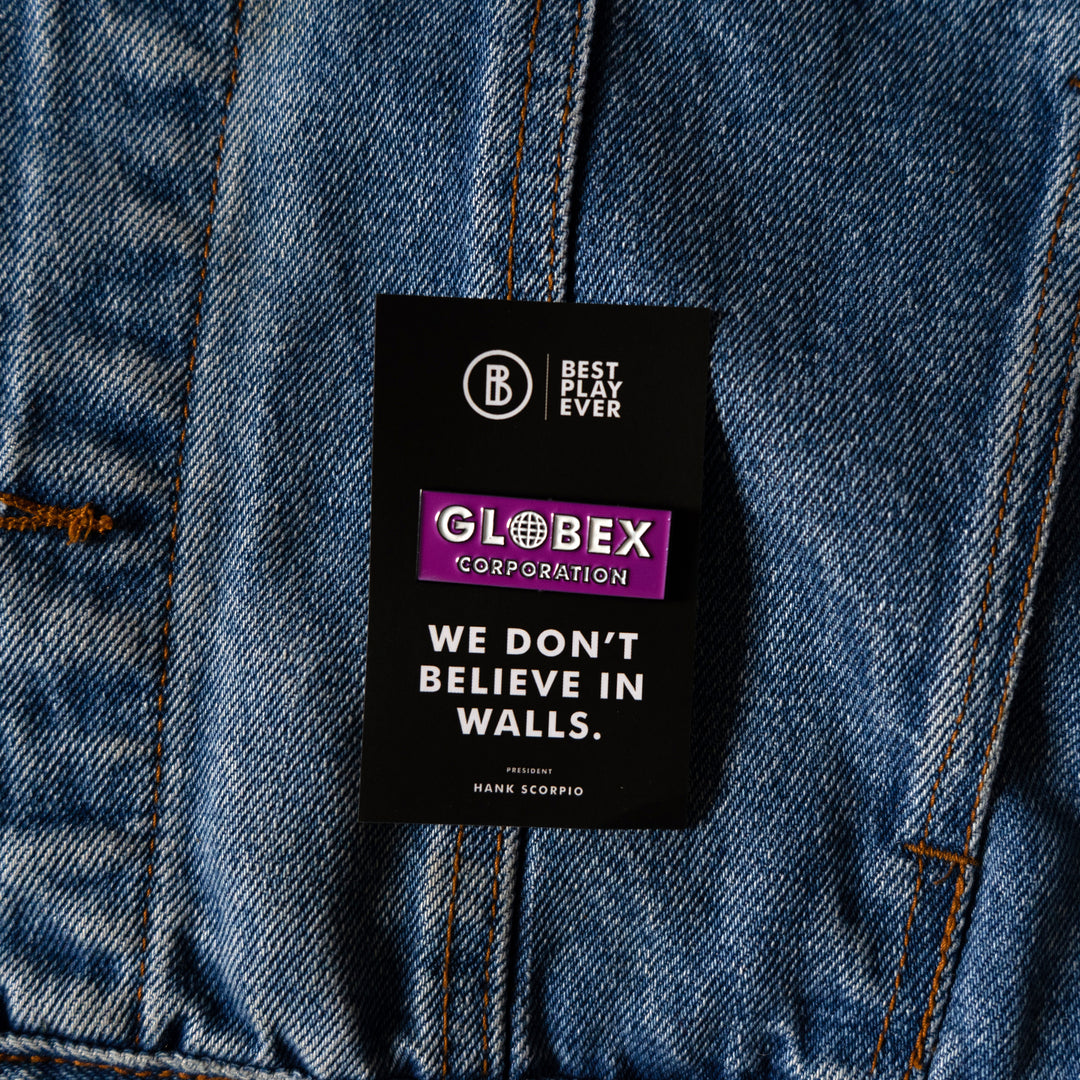 B
BEST
PLAY
EVER
GLOBEX
CORPORATION
WE DON'T
BELIEVE IN
WALLS.
PRESIDENT
HANK SCORPIO